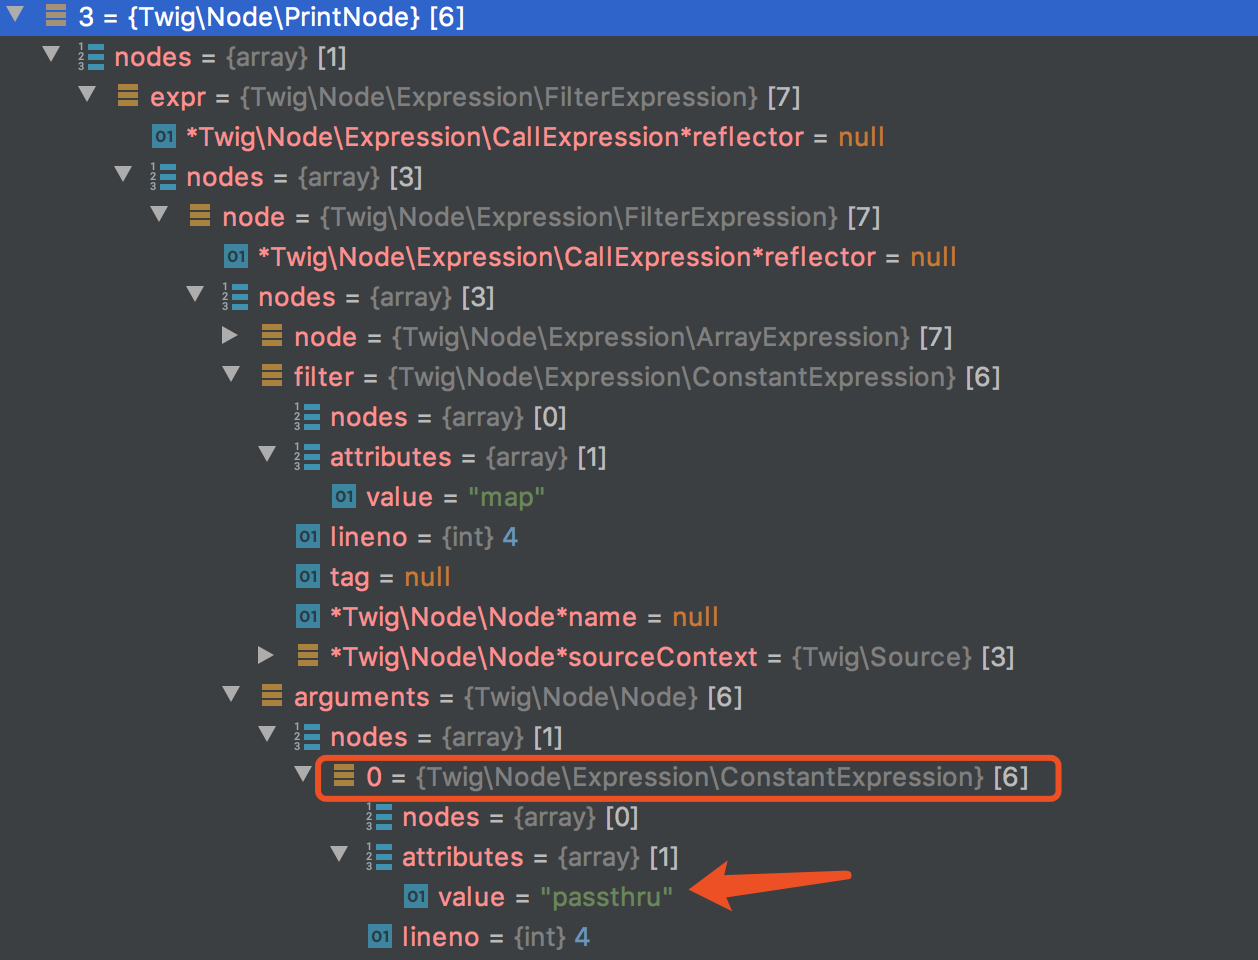 3 = {Twig\Node\PrintNode} [6]
nodes = {array} [1]
expr = {Twig\Node\Expression\FilterExpression} [7]
01 *Twig\Node\Expression\CallExpression*reflector = null
nodes = {array} [3]
node = {Twig\Node\Expression\FilterExpression} [7]
01 *Twig\Node\Expression\CallExpression*reflector = null
nodes = {array} [3]
node = {Twig\Node\Expression\ArrayExpression} [7]
filter = {Twig\Node\Expression\ConstantExpression} [6]
nodes = {array} [0]
attributes = {array} [1]
01 value = "map"
01 lineno = {int} 4
01 tag = null
01 *Twig\Node\Node*name = null
*Twig\Node\Node*sourceContext = {Twig\Source} [3]
arguments = {Twig\Node\Node} [6]
nodes = {array} [1]
0 = {Twig\Node\Expression\ConstantExpression} [6]
nodes = {array} [0]
attributes = {array} [1]
01 value = "passthru"
01 lineno = {int} 4